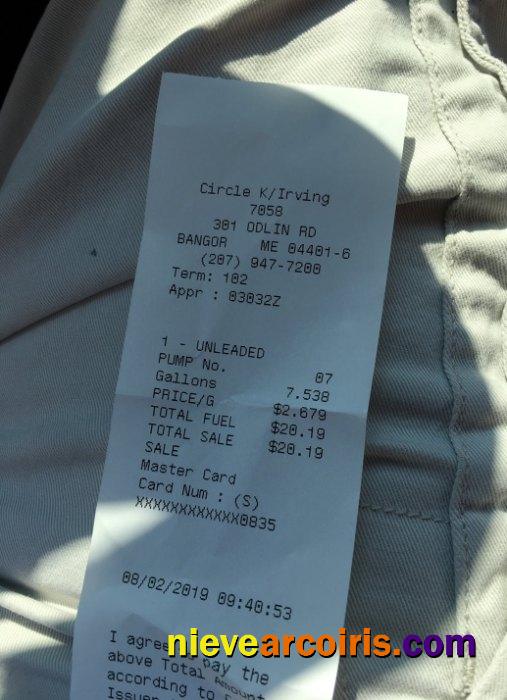 Circle K/Irving
7058
301 ODLIN RD
BANGOR ME 04401-6
(207) 947-7200
Term: 102
Appr : 03032Z
1 - UNLEADED
PUMP No. 07
Gallons 7.538
PRICE/G $2.679
TOTAL FUEL $20.19
TOTAL SALE $20.19
SALE
Master Card
Card Num : (S)
XXXXXXXXXXXX0835
08/02/2019 09:40:53
I agree to pay the
above Total Amount
according to
Issuer
nievearcoiris.com